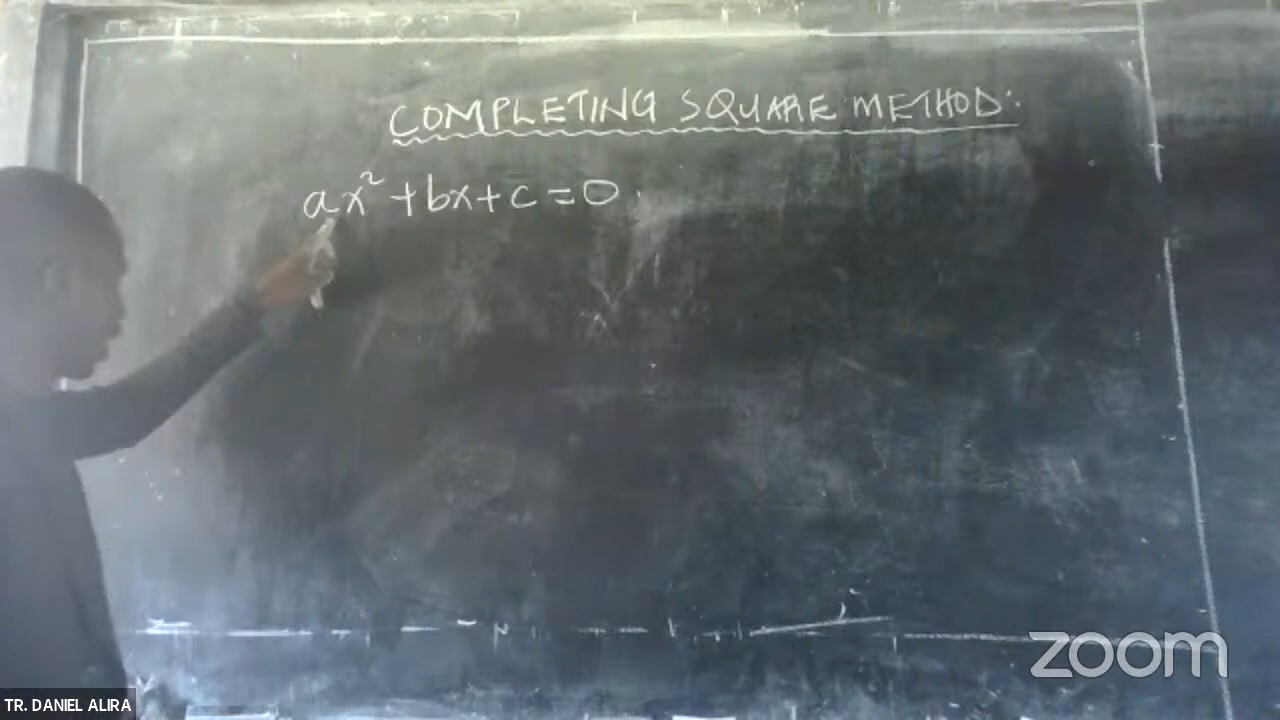 COMPLETING SQUARE METHOD:
ax²+bx+c=0.
zoom
TR. DANIEL ALIRA